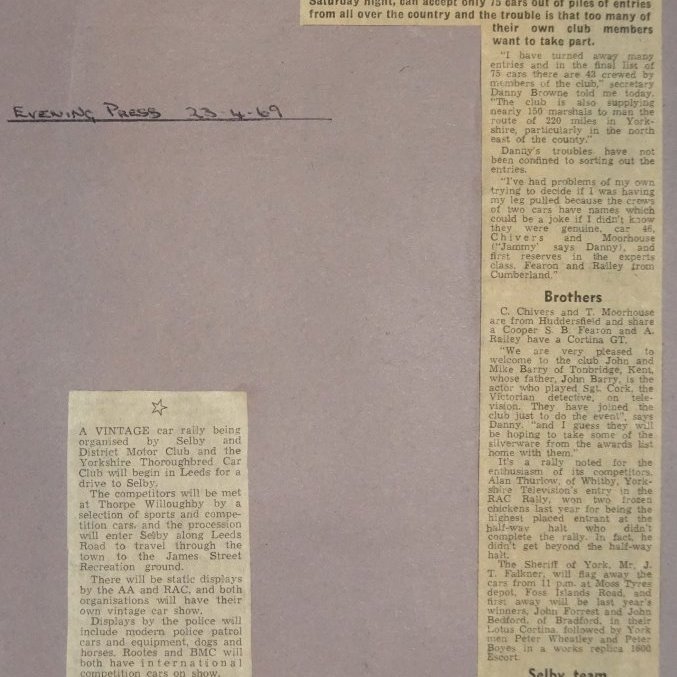 Saturday night, can accept only 75 cars out of piles of entries
from all over the country and the trouble is that too many of
their own club members
want to take part.
"I have turned away many
entries and in the final list of
75 cars there are 43 crewed by
members of the club," secretary
Danny Browne told me today.
"The club is also supplying
nearly 150 marshals to man the
route of 220 miles in York-
shire, particularly in the north
east of the county."
Danny's troubles have not
been confined to sorting out the
entries.
"I've had problems of my own
trying to decide if I was having
my leg pulled because the crews
of two cars have names which
could be a joke if I didn't know
they were genuine, car 46,
Chivers and Moorhouse
("Jammy' says Danny), and
first reserves in the experts
class, Fearon and Railey from
Cumberland."
Brothers
C. Chivers and T. Moorhouse
are from Huddersfield and share
a Cooper S. B. Fearon and A.
Railey have a Cortina GT.
"We are very pleased to
welcome to the club John and
Mike Barry of Tonbridge, Kent,
whose father, John Barry, is the
actor who played Sgt. Cork, the
Victorian detective, on tele-
vision. They have joined the
club just to do the event", says
Danny, "and I guess they will
be hoping to take some of the
silverware from the awards list
home with them."
It's a rally noted for the
enthusiasm of its competitors.
Alan Thurlow, of Whitby, York-
shire Television's entry in the
RAC Rally, won two frozen
chickens last year for being the
highest placed entrant at the
half-way halt who didn't
complete the rally. In fact, he
didn't get beyond the half-way
halt.
The Sheriff of York, Mr. J.
T. Falkner, will flag away the
cars from 11 p.m. at Moss Tyres
depot, Foss Islands Road, and
first away will be last year's
winners, John Forrest and John
Bedford, of Bradford, in their
Lotus Cortina, followed by York
men Peter Wheatley and Peter
Boyes in a works replica 1600
Escort.
Selby team
EVENING PRESS 23-4-69
A VINTAGE car rally being
organised by Selby and
District Motor Club and the
Yorkshire Thoroughbred Car
Club will begin in Leeds for a
drive to Selby.
The competitors will be met
at Thorpe Willoughby by a
selection of sports and compe-
tition cars, and the procession
will enter Selby along Leeds
Road to travel through the
town to the James Street
Recreation ground.
There will be static displays
by the AA and RAC, and both
organisations will have their
own vintage car show.
Displays by the police will
include modern police patrol
cars and equipment, dogs and
horses. Rootes and BMC will
both have international
competition cars on show.